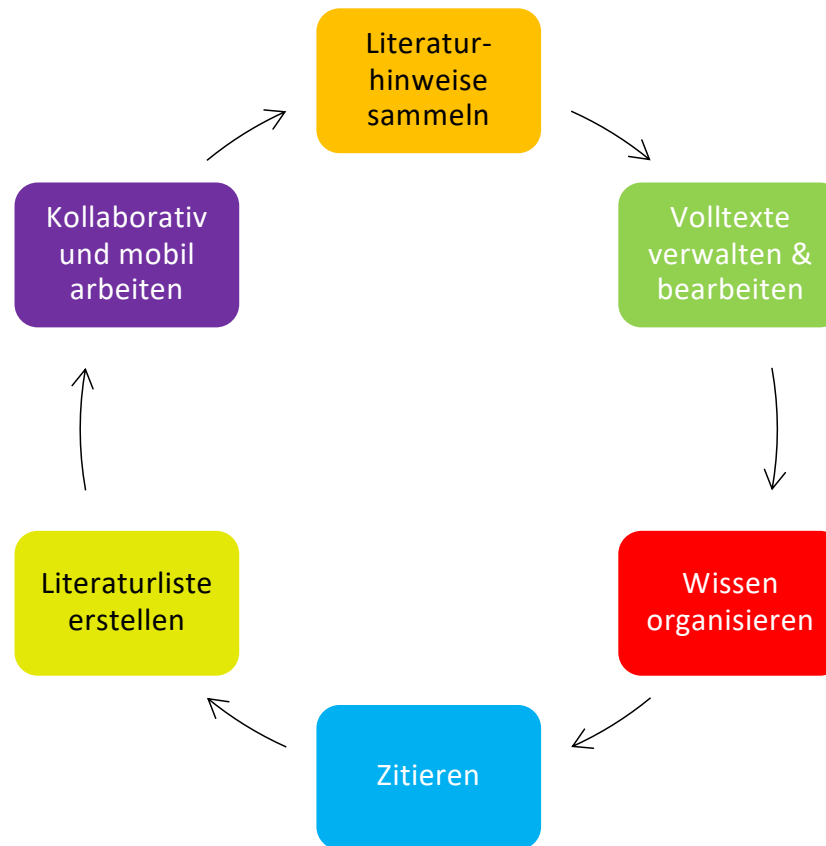 Literatur-
hinweise
sammeln
Volltexte
verwalten &
bearbeiten
Wissen
organisieren
Zitieren
Literaturliste
erstellen
Kollaborativ
und mobil
arbeiten